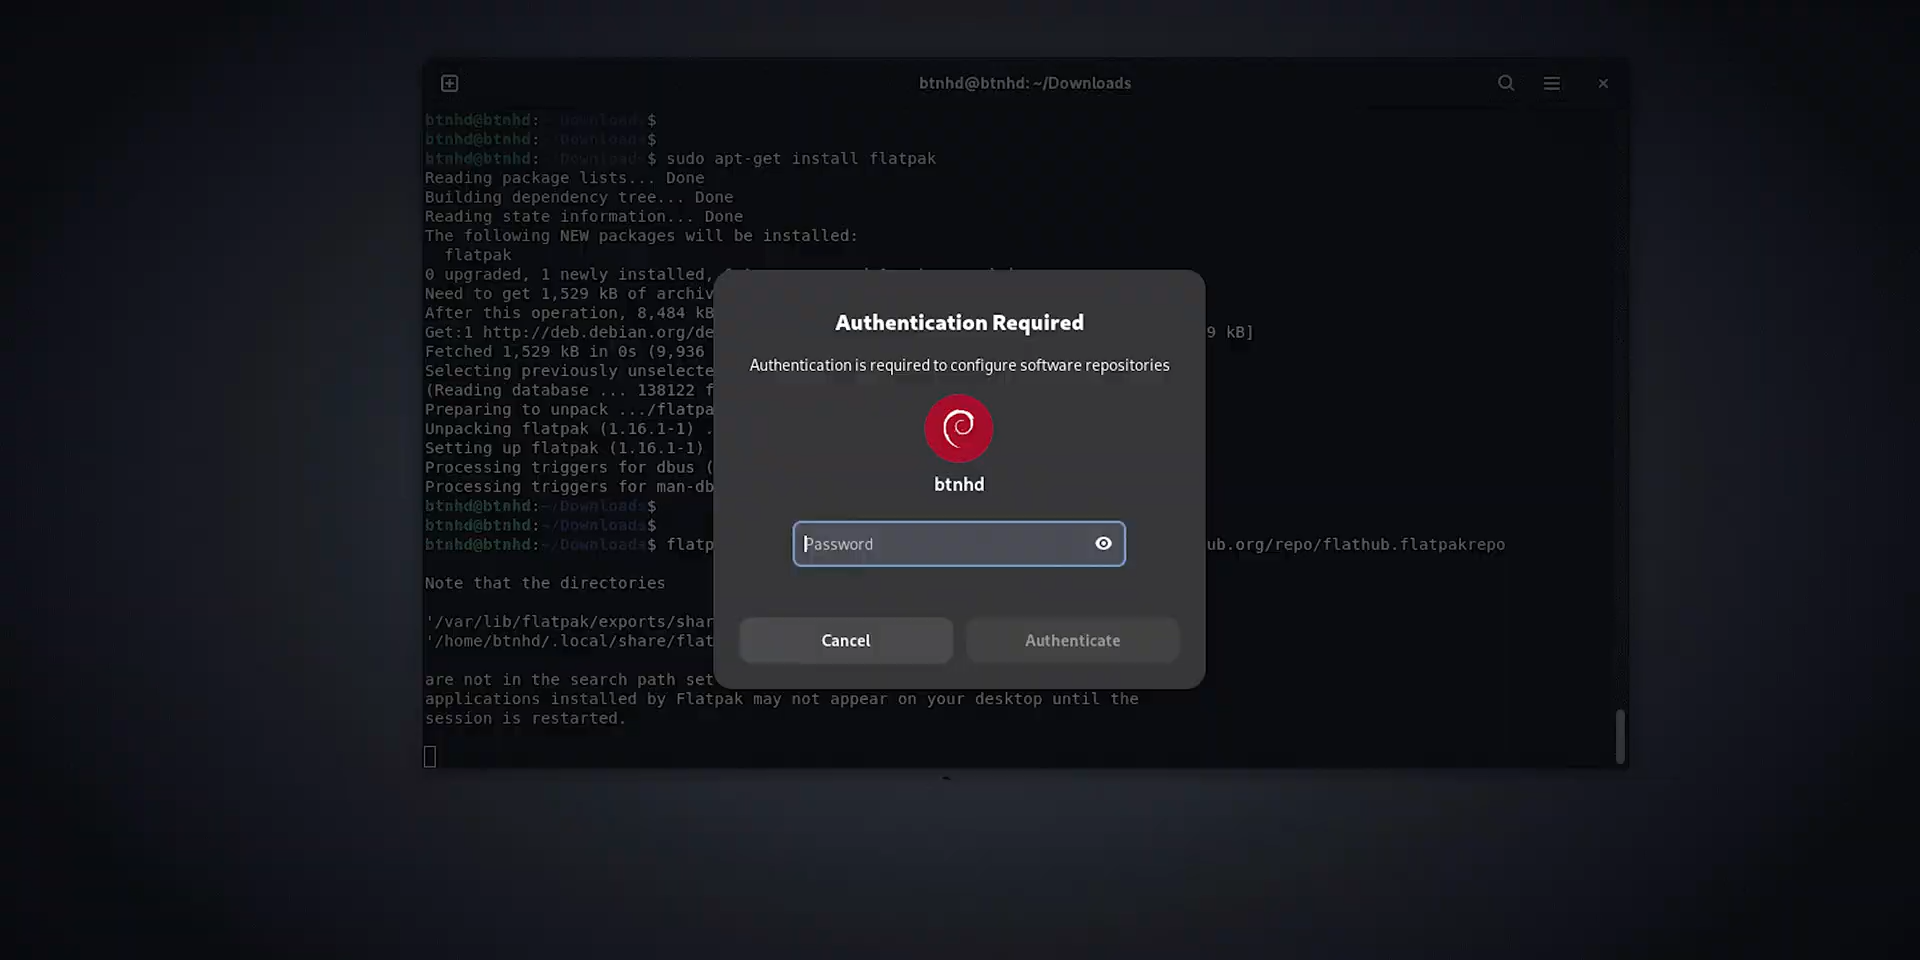 btnhd@btnhd: ~/Downloads
btnhd@btnhd: ~/Downloads$
btnhd@btnhd: ~/Downloads$
btnhd@btnhd: ~/Downloads$ sudo apt-get install flatpak
Reading package lists... Done
Building dependency tree... Done
Reading state information... Done
The following NEW packages will be installed:
flatpak
0 upgraded, 1 newly installed,
Need to get 1,529 kB of archiv
After this operation, 8,484 kB
Get:1 http://deb.debian.org/de 9 kB]
Fetched 1,529 kB in 0s (9,936
Selecting previously unselecte
(Reading database ... 138122 f
Preparing to unpack .../flatpa
Unpacking flatpak (1.16.1-1) .
Setting up flatpak (1.16.1-1)
Processing triggers for dbus (
Processing triggers for man-db
btnhd@btnhd:~/Downloads$
btnhd@btnhd:~/Downloads$
btnhd@btnhd:~/Downloads$ flatp ub.org/repo/flathub.flatpakrepo
Note that the directories
'/var/lib/flatpak/exports/shar
'/home/btnhd/.local/share/flat
are not in the search path set
applications installed by Flatpak may not appear on your desktop until the
session is restarted.
Authentication Required
Authentication is required to configure software repositories
btnhd
Password
Cancel
Authenticate